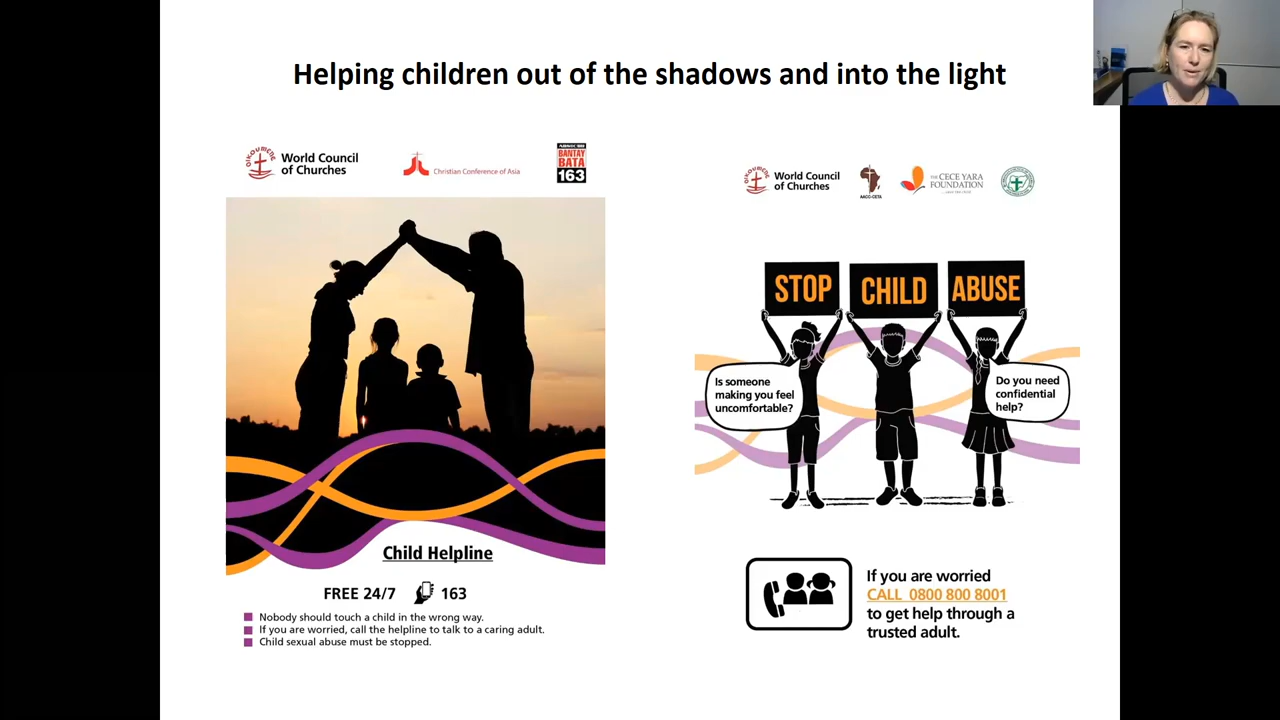 Helping children out of the shadows and into the light
OIKOUMENE
World Council
of Churches
Christian Conference of Asia
BANTAY
BATA
163
Child Helpline
FREE 24/7 163
Nobody should touch a child in the wrong way.
If you are worried, call the helpline to talk to a caring adult.
Child sexual abuse must be stopped.
OIKOUMENE
World Council
of Churches
AACC-CETA
THE CECE YARA
FOUNDATION
STOP CHILD ABUSE
Is someone
making you feel
uncomfortable?
Do you need
confidential
help?
If you are worried
CALL 0800 800 8001
to get help through a
trusted adult.